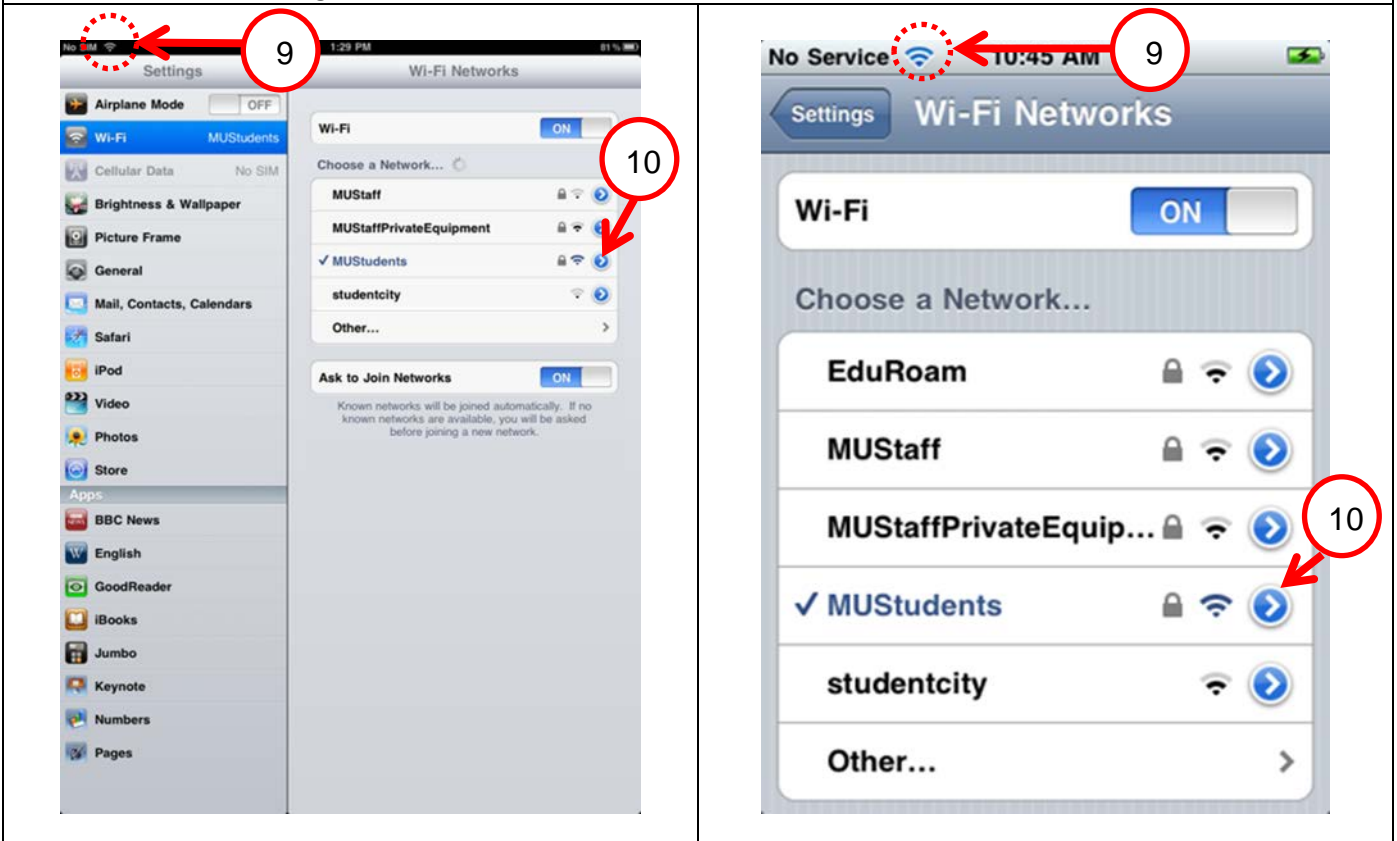 No SIM
9
1:29 PM
81 %
Settings
Wi-Fi Networks
Airplane Mode OFF
Wi-Fi MUStudents
Cellular Data No SIM
Brightness & Wallpaper
Picture Frame
General
Mail, Contacts, Calendars
Safari
iPod
Video
Photos
Store
Apps
BBC News
English
GoodReader
iBooks
Jumbo
Keynote
Numbers
Pages
Wi-Fi ON
10
Choose a Network...
MUStaff
MUStaffPrivateEquipment
✓ MUStudents
studentcity
Other...
Ask to Join Networks ON
Known networks will be joined automatically. If no
known networks are available, you will be asked
before joining a new network.
No Service 10:45 AM
9
Settings Wi-Fi Networks
Wi-Fi ON
Choose a Network...
EduRoam
MUStaff
MUStaffPrivateEquip...
10
✓ MUStudents
studentcity
Other...